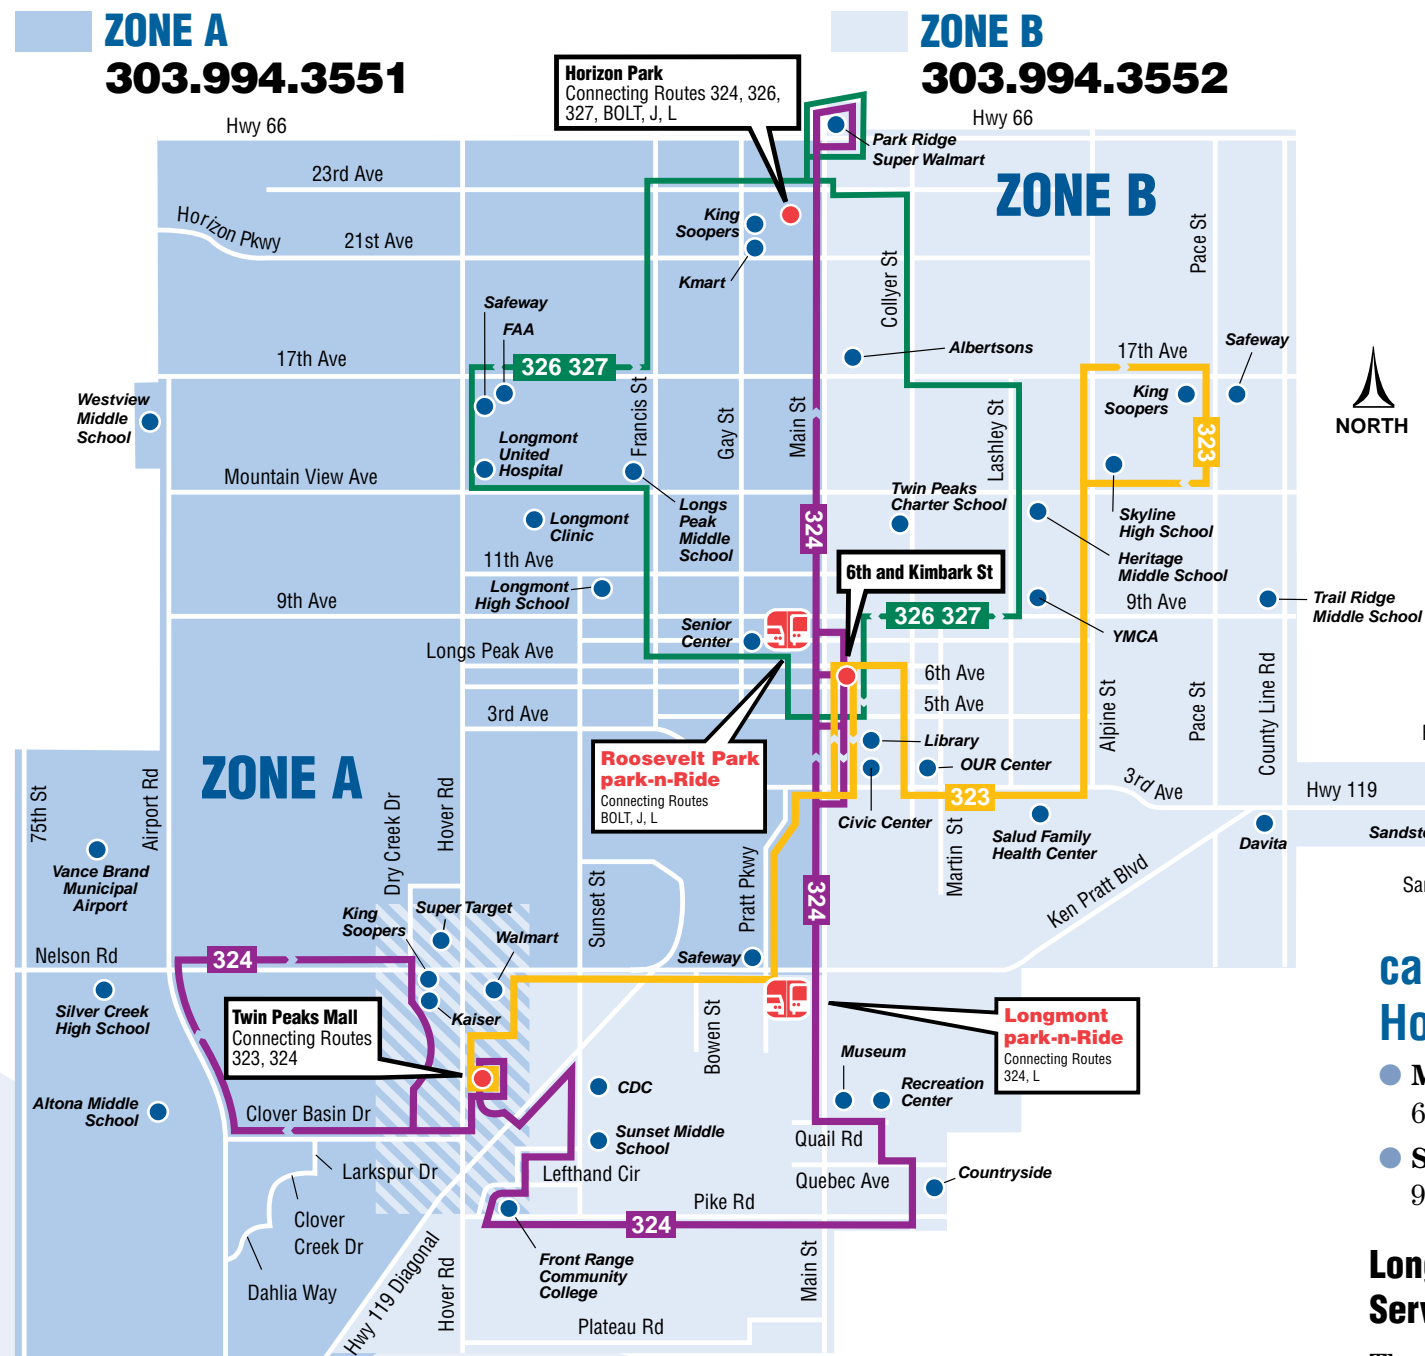 ZONE A
303.994.3551
ZONE B
303.994.3552
Horizon Park
Connecting Routes 324, 326,
327, BOLT, J, L
Hwy 66
Hwy 66
Park Ridge
Super Walmart
23rd Ave
ZONE B
Horizon Pkwy
21st Ave
King
Soopers
Kmart
Collyer St
Pace St
Safeway
FAA
17th Ave
326 327
Albertsons
17th Ave
Safeway
King
Soopers
323
NORTH
Westview
Middle
School
Francis St
Gay St
Main St
Lashley St
Longmont
United
Hospital
Mountain View Ave
Longs
Peak
Middle
School
324
Twin Peaks
Charter School
Skyline
High School
Longmont
Clinic
11th Ave
Heritage
Middle School
6th and Kimbark St
Longmont
High School
9th Ave
326 327
9th Ave
Trail Ridge
Middle School
Senior
Center
YMCA
Longs Peak Ave
6th Ave
5th Ave
3rd Ave
Alpine St
Pace St
County Line Rd
Library
OUR Center
Roosevelt Park
park-n-Ride
Connecting Routes
BOLT, J, L
ZONE A
75th St
Airport Rd
Dry Creek Dr
Hover Rd
323
3rd Ave
Hwy 119
Civic Center
Martin St
Salud Family
Health Center
Davita
Vance Brand
Municipal
Airport
Sunset St
Pratt Pkwy
324
Ken Pratt Blvd
King
Soopers
Super Target
Walmart
Nelson Rd
324
Safeway
Silver Creek
High School
Kaiser
Twin Peaks Mall
Connecting Routes
323, 324
Bowen St
Longmont
park-n-Ride
Connecting Routes
324, L
Museum
Recreation
Center
CDC
Altona Middle
School
Clover Basin Dr
Sunset Middle
School
Quail Rd
Larkspur Dr
Lefthand Cir
Quebec Ave
Countryside
Pike Rd
324
Clover
Creek Dr
Front Range
Community
College
Dahlia Way
Hwy 119 Diagonal
Hover Rd
Main St
Plateau Rd
ca
Ho
M
6
S
9
Serv